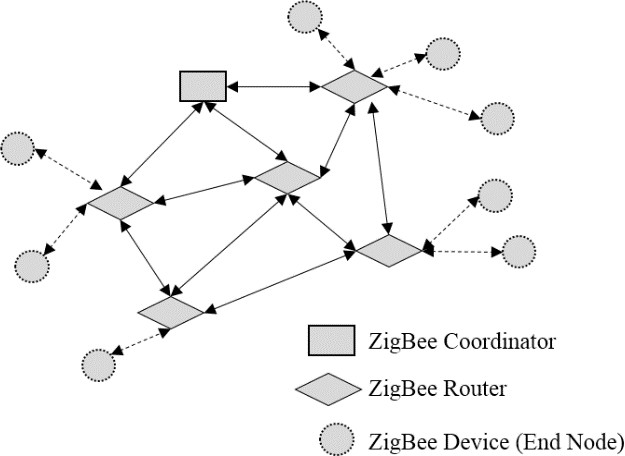 ZigBee Coordinator
ZigBee Router
ZigBee Device (End Node)